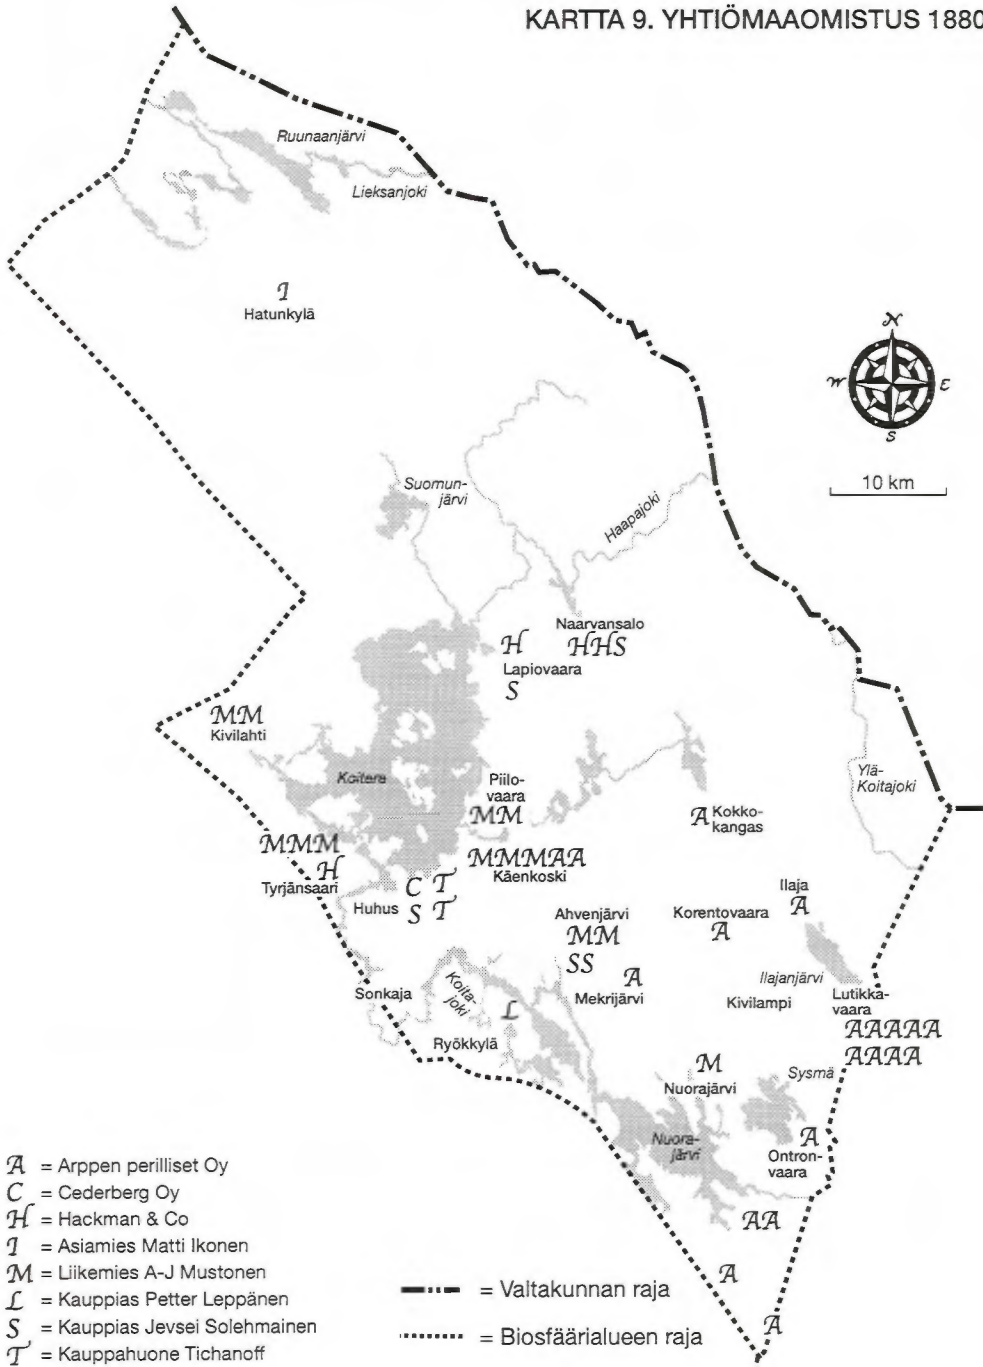 KARTTA 9. YHTIÖMAAOMISTUS 1880
Ruunaanjärvi
Lieksanjoki
I
Hatunkylä
N
W
E
S
10 km
Suomun-
järvi
Haapajoki
Naarvansalo
HHS
H
Lapiovaara
S
MM
Kivilahti
Koitere
Piilo-
vaara
MM
Ylä-
Koitajoki
A Kokko-
kangas
MMM
H
Tyrjänsaari
MMMAA
Käenkoski
Huhus
C T
S T
Ilaja
A
Ahvenjärvi
MM
SS
Korentovaara
A
A
Mekrijärvi
Ilajanjärvi
Kivilampi
Lutikka-
vaara
AAAAA
AAAA
Sonkaja
Koita-
joki
L
Ryökkylä
M
Nuorajärvi
Sysmä
Nuora-
järvi
A
Ontron-
vaara
AA
A
A
A = Arppen perilliset Oy
C = Cederberg Oy
H = Hackman & Co
I = Asiamies Matti Ikonen
M = Liikemies A-J Mustonen
L = Kauppias Petter Leppänen
S = Kauppias Jevsei Solehmainen
T = Kauppahuone Tichanoff
= Valtakunnan raja
= Biosfäärialueen raja